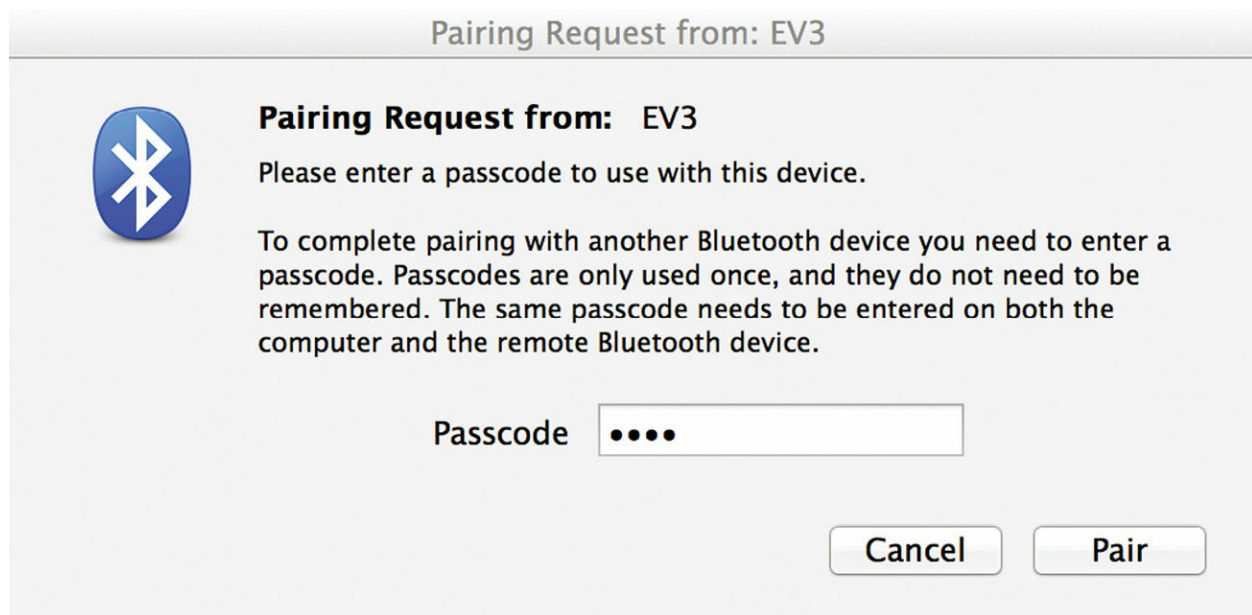 Pairing Request from: EV3
Pairing Request from: EV3
Please enter a passcode to use with this device.
To complete pairing with another Bluetooth device you need to enter a
passcode. Passcodes are only used once, and they do not need to be
remembered. The same passcode needs to be entered on both the
computer and the remote Bluetooth device.
Passcode ••••
Cancel Pair